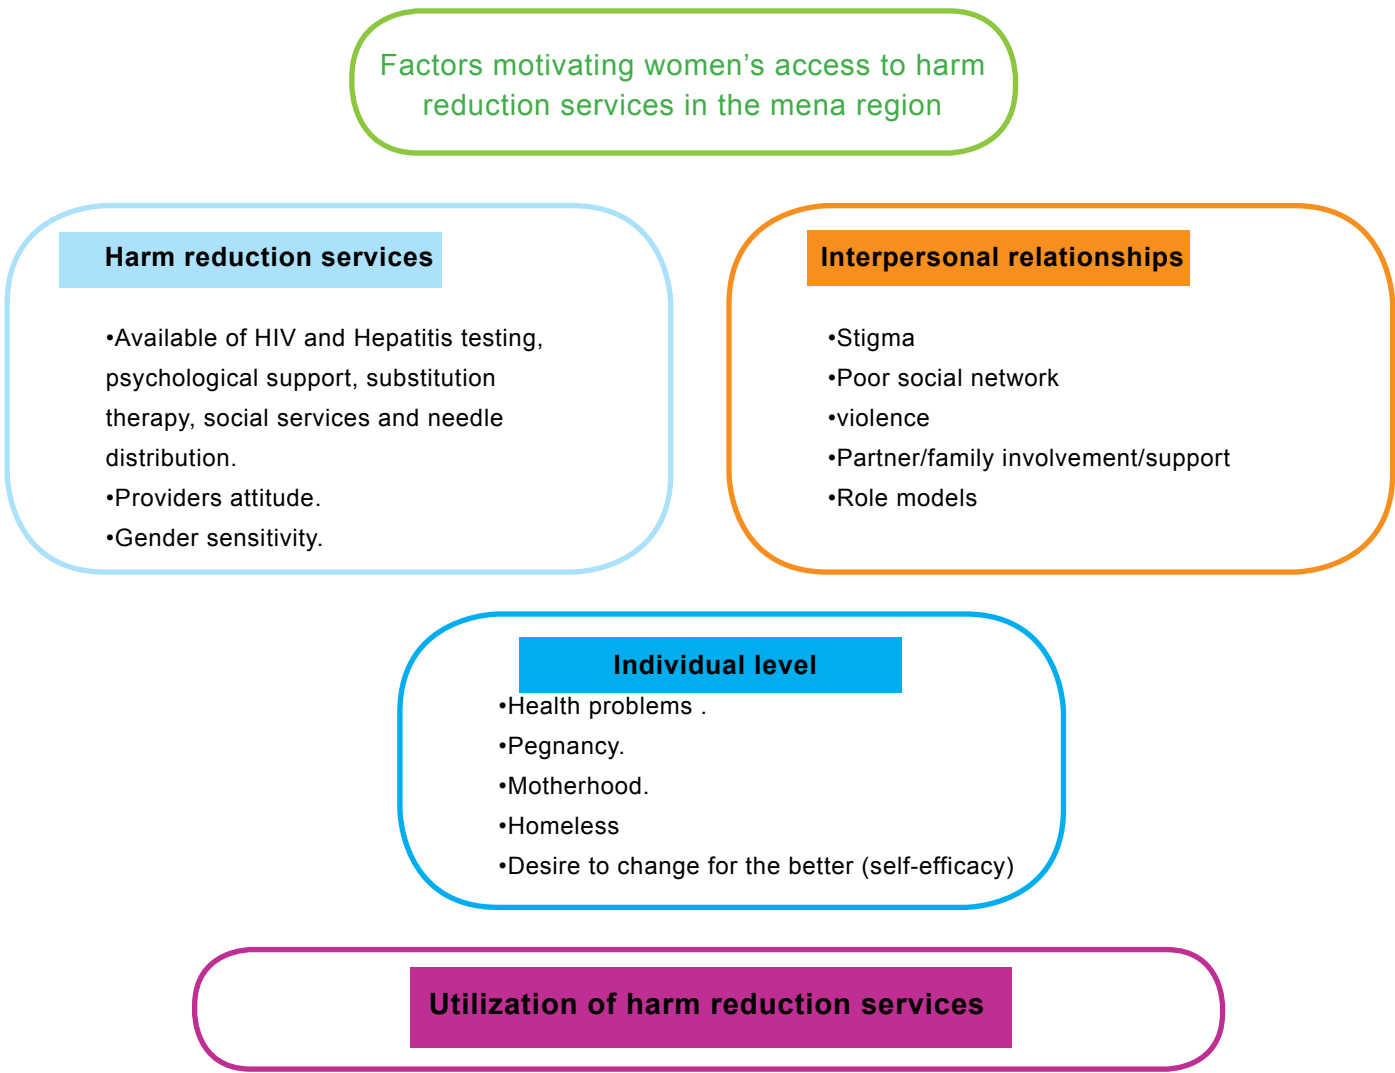 Factors motivating women’s access to harm
reduction services in the mena region
Harm reduction services
•Available of HIV and Hepatitis testing,
psychological support, substitution
therapy, social services and needle
distribution.
•Providers attitude.
•Gender sensitivity.
Interpersonal relationships
•Stigma
•Poor social network
•violence
•Partner/family involvement/support
•Role models
Individual level
•Health problems .
•Pegnancy.
•Motherhood.
•Homeless
•Desire to change for the better (self-efficacy)
Utilization of harm reduction services